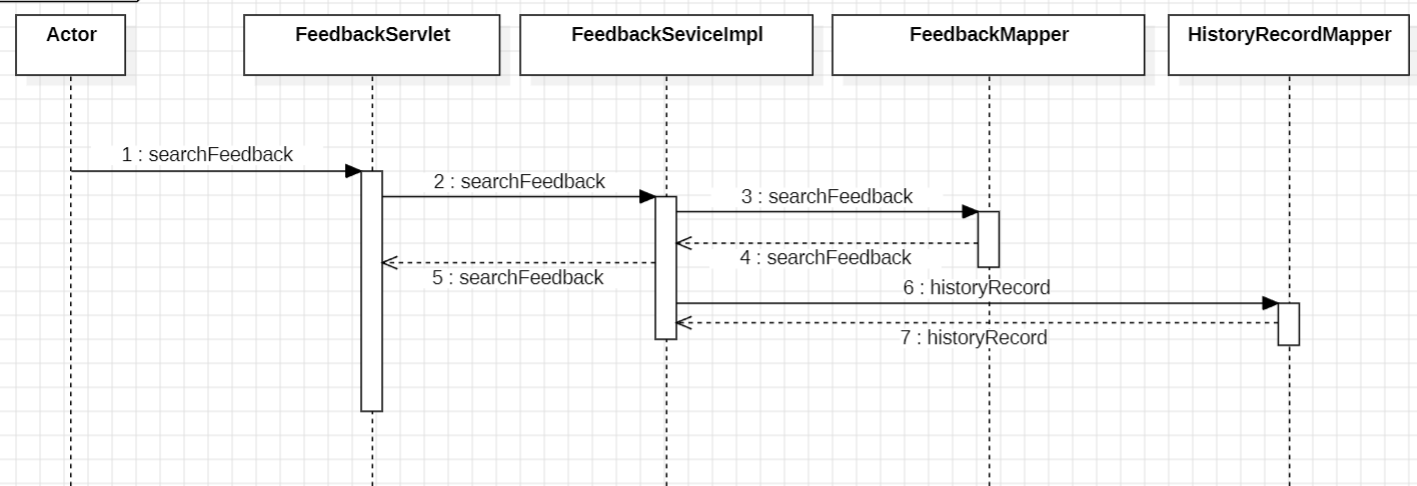 Actor
FeedbackServlet
FeedbackSeviceImpl
FeedbackMapper
HistoryRecordMapper
1 : searchFeedback
2 : searchFeedback
3 : searchFeedback
4 : searchFeedback
5 : searchFeedback
6 : historyRecord
7 : historyRecord